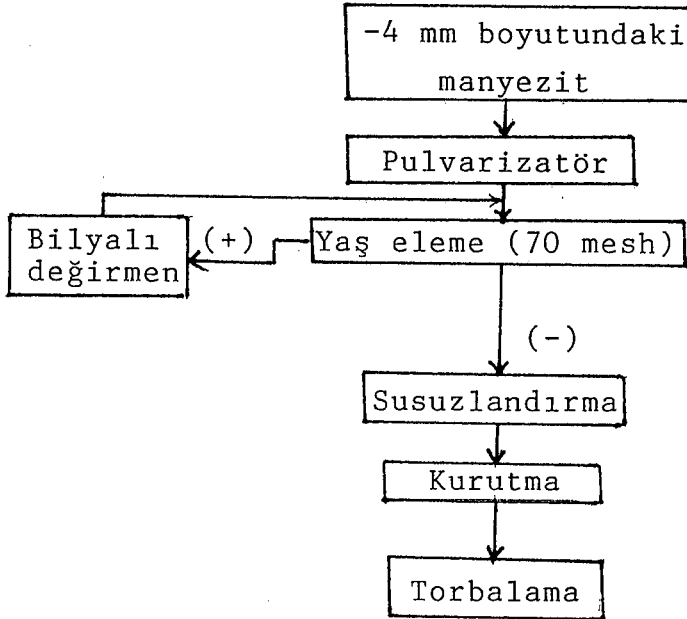 -4 mm boyutundaki
manyezit
Pulvarizatör
Bilyalı
değirmen
(+)
Yaş eleme (70 mesh)
(-)
Susuzlandırma
Kurutma
Torbalama